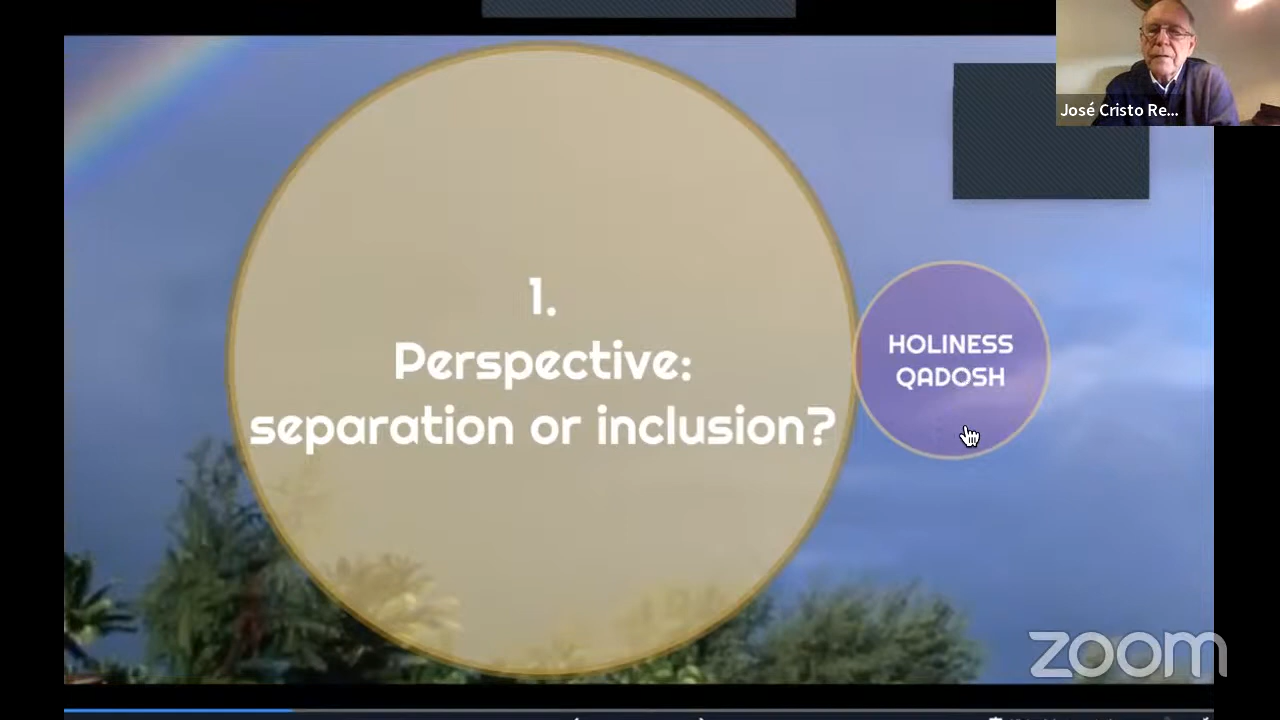 José Cristo Re...
1.
Perspective:
separation or inclusion?
HOLINESS
QADOSH
zoom